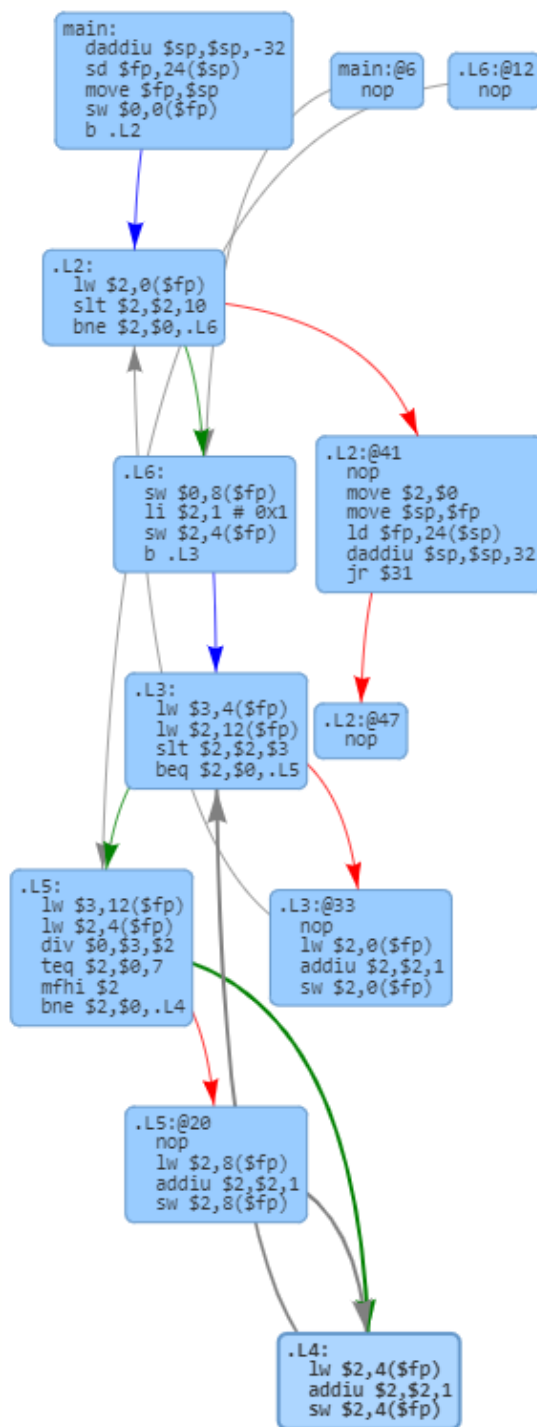 main:
daddiu $sp,$sp,-32
sd $fp,24($sp)
move $fp,$sp
sw $0,0($fp)
b .L2
main:@6
nop
.L6:@12
nop
.L2:
lw $2,0($fp)
slt $2,$2,10
bne $2,$0,.L6
.L2:@41
nop
move $2,$0
move $sp,$fp
ld $fp,24($sp)
daddiu $sp,$sp,32
jr $31
.L6:
sw $0,8($fp)
li $2,1 # 0x1
sw $2,4($fp)
b .L3
.L3:
lw $3,4($fp)
lw $2,12($fp)
slt $2,$2,$3
beq $2,$0,.L5
.L2:@47
nop
.L5:
lw $3,12($fp)
lw $2,4($fp)
div $0,$3,$2
teq $2,$0,7
mfhi $2
bne $2,$0,.L4
.L3:@33
nop
lw $2,0($fp)
addiu $2,$2,1
sw $2,0($fp)
.L5:@20
nop
lw $2,8($fp)
addiu $2,$2,1
sw $2,8($fp)
.L4:
lw $2,4($fp)
addiu $2,$2,1
sw $2,4($fp)